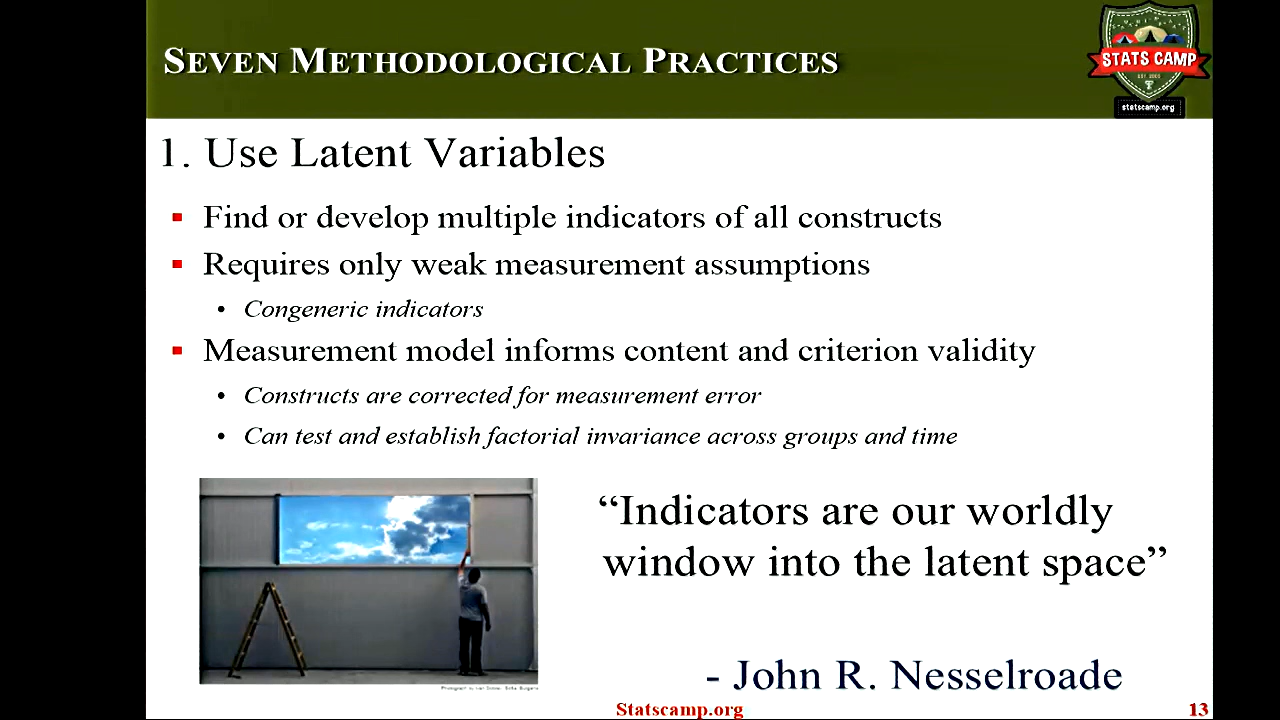 SEVEN METHODOLOGICAL PRACTICES
STATS CAMP
statscamp.org
1. Use Latent Variables
▪ Find or develop multiple indicators of all constructs
▪ Requires only weak measurement assumptions
• Congeneric indicators
▪ Measurement model informs content and criterion validity
• Constructs are corrected for measurement error
• Can test and establish factorial invariance across groups and time
“Indicators are our worldly
window into the latent space”
- John R. Nesselroade
Statscamp.org
13